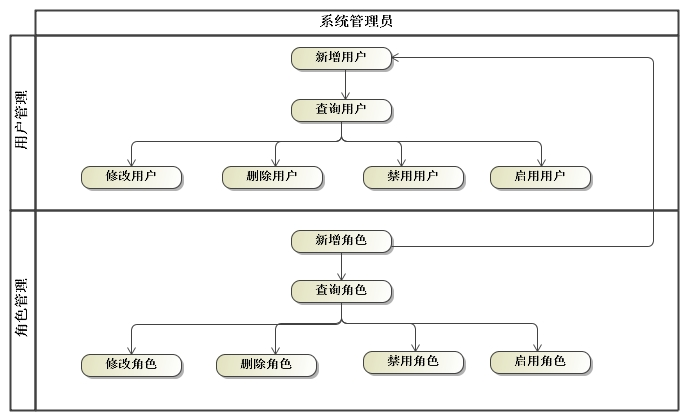 系统管理员
用户管理
新增用户
查询用户
修改用户
删除用户
禁用用户
启用用户
角色管理
新增角色
查询角色
修改角色
删除角色
禁用角色
启用角色